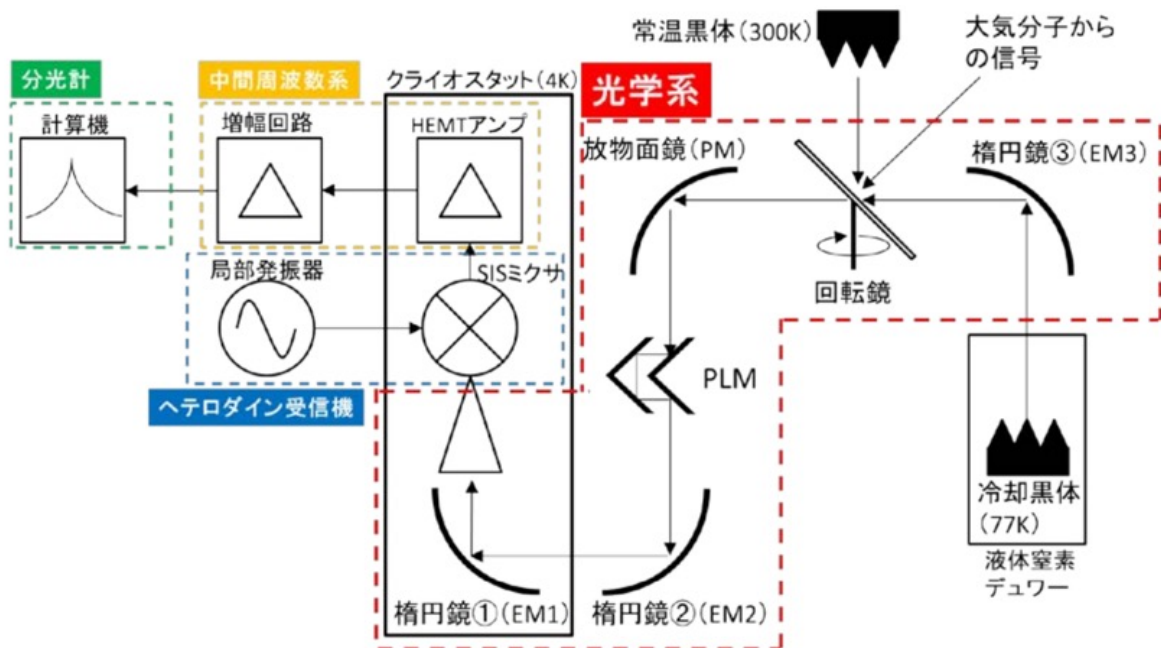 常温黒体(300K)
大気分子から
の信号
分光計
中間周波数系
クライオスタット(4K)
光学系
計算機
増幅回路
HEMTアンプ
放物面鏡(PM)
楕円鏡③(EM3)
局部発振器
SISミクサ
回転鏡
PLM
ヘテロダイン受信機
冷却黒体
(77K)
液体窒素
デュワー
楕円鏡①(EM1)
楕円鏡②(EM2)